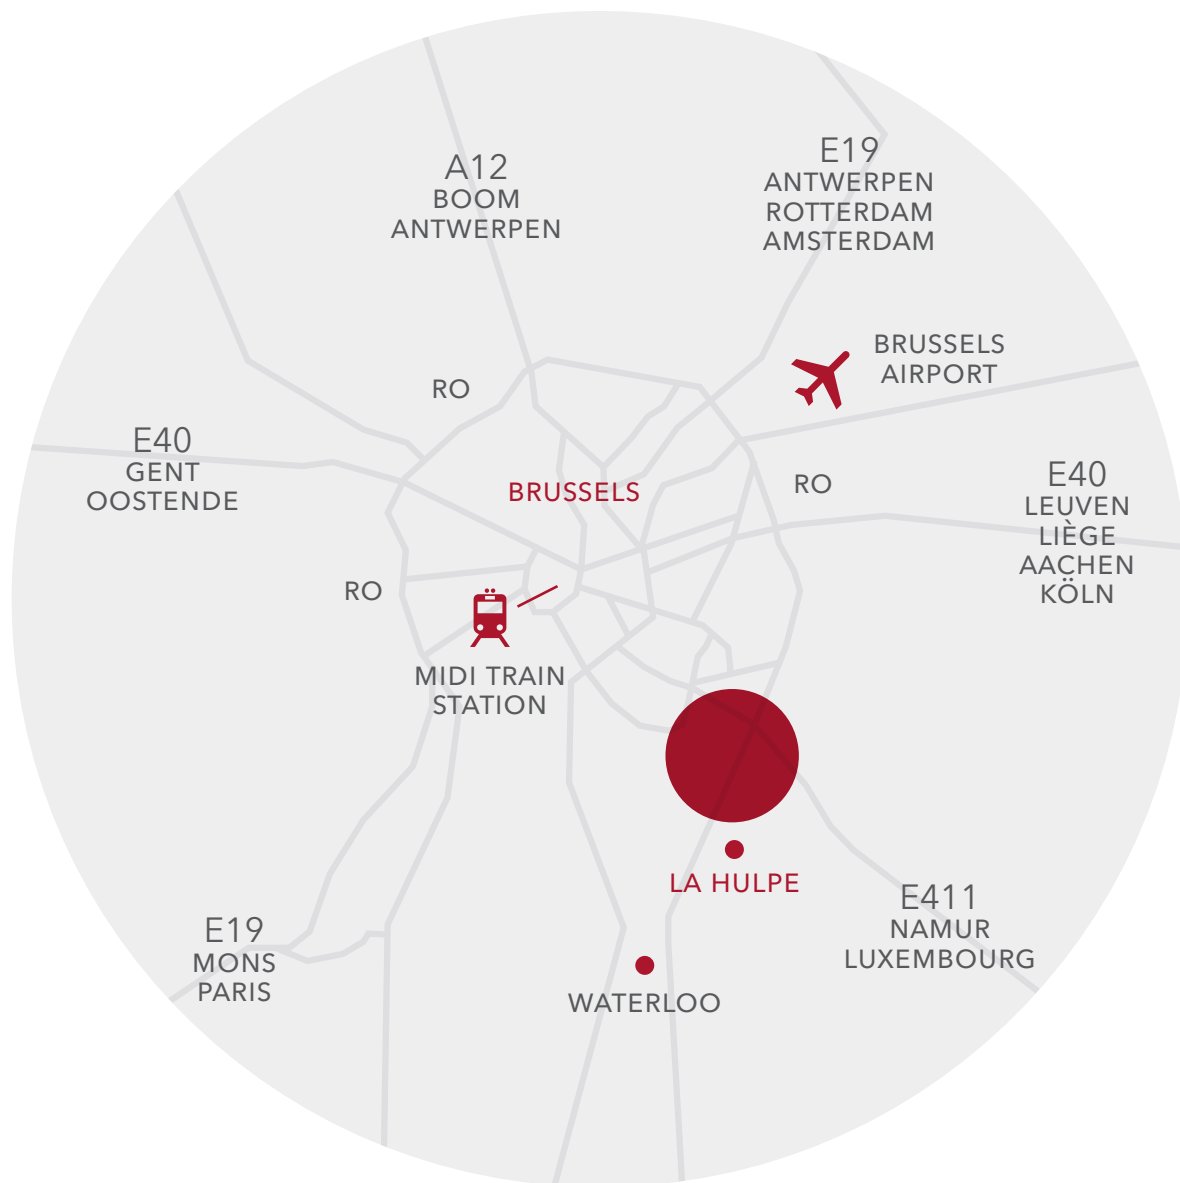 A12
BOOM
ANTWERPEN
E19
ANTWERPEN
ROTTERDAM
AMSTERDAM
BRUSSELS
AIRPORT
RO
E40
GENT
OOSTENDE
BRUSSELS
RO
E40
LEUVEN
LIÈGE
AACHEN
KÖLN
RO
MIDI TRAIN
STATION
LA HULPE
E411
NAMUR
LUXEMBOURG
E19
MONS
PARIS
WATERLOO